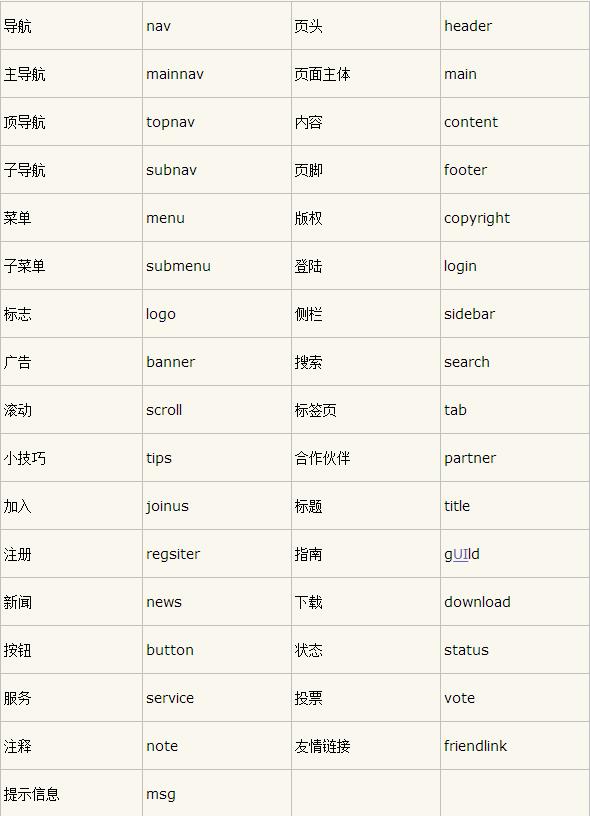 导航 nav 页头 header
主导航 mainnav 页面主体 main
顶导航 topnav 内容 content
子导航 subnav 页脚 footer
菜单 menu 版权 copyright
子菜单 submenu 登陆 login
标志 logo 侧栏 sidebar
广告 banner 搜索 search
滚动 scroll 标签页 tab
小技巧 tips 合作伙伴 partner
加入 joinus 标题 title
注册 regsiter 指南 gUIld
新闻 news 下载 download
按钮 button 状态 status
服务 service 投票 vote
注释 note 友情链接 friendlink
提示信息 msg